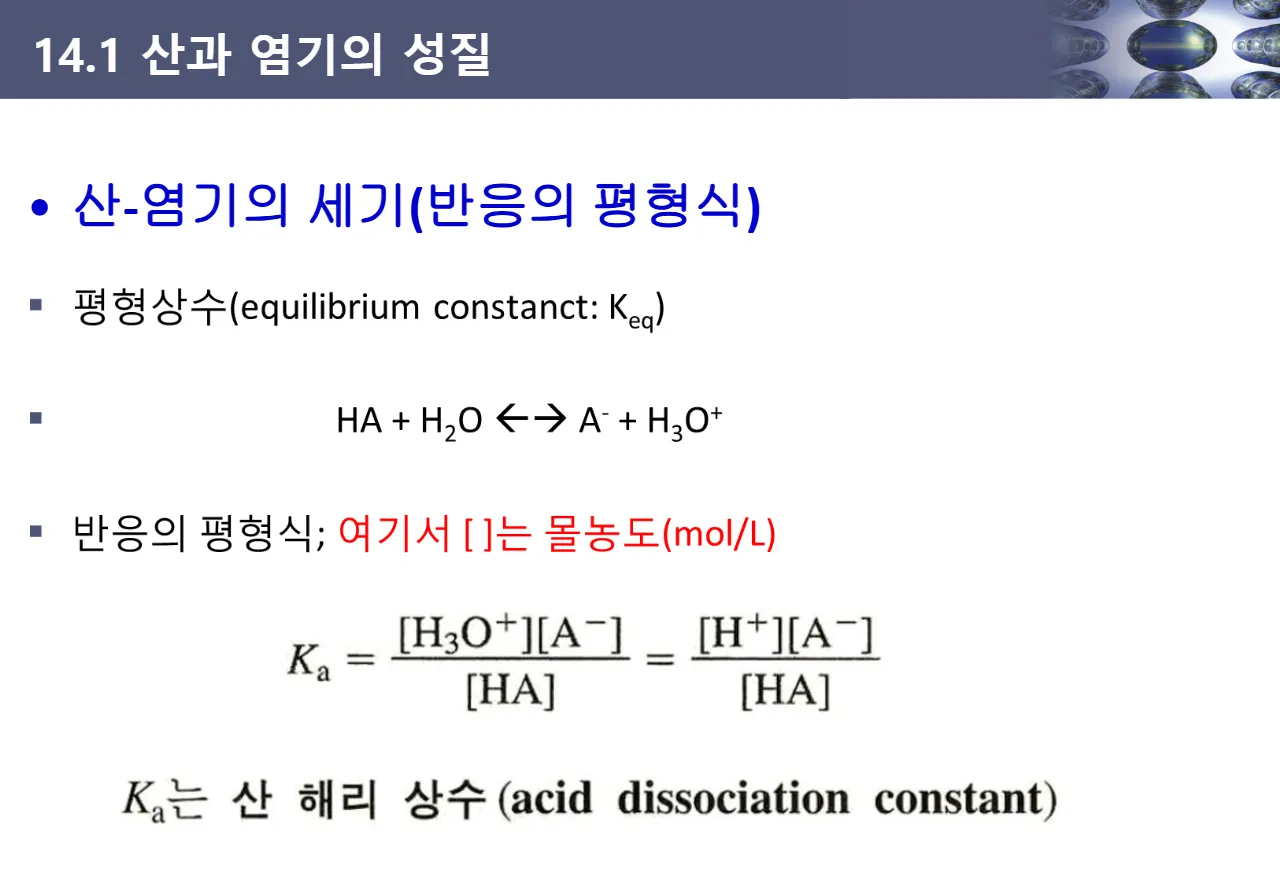 14.1 산과 염기의 성질
• 산-염기의 세기(반응의 평형식)
▪ 평형상수(equilibrium constanct: Keq)
▪ HA + H₂O ←→ A⁻ + H₃O⁺
▪ 반응의 평형식; 여기서 [ ]는 몰농도(mol/L)
Kₐ = [H₃O⁺][A⁻] / [HA] = [H⁺][A⁻] / [HA]
Kₐ는 산 해리 상수 (acid dissociation constant)